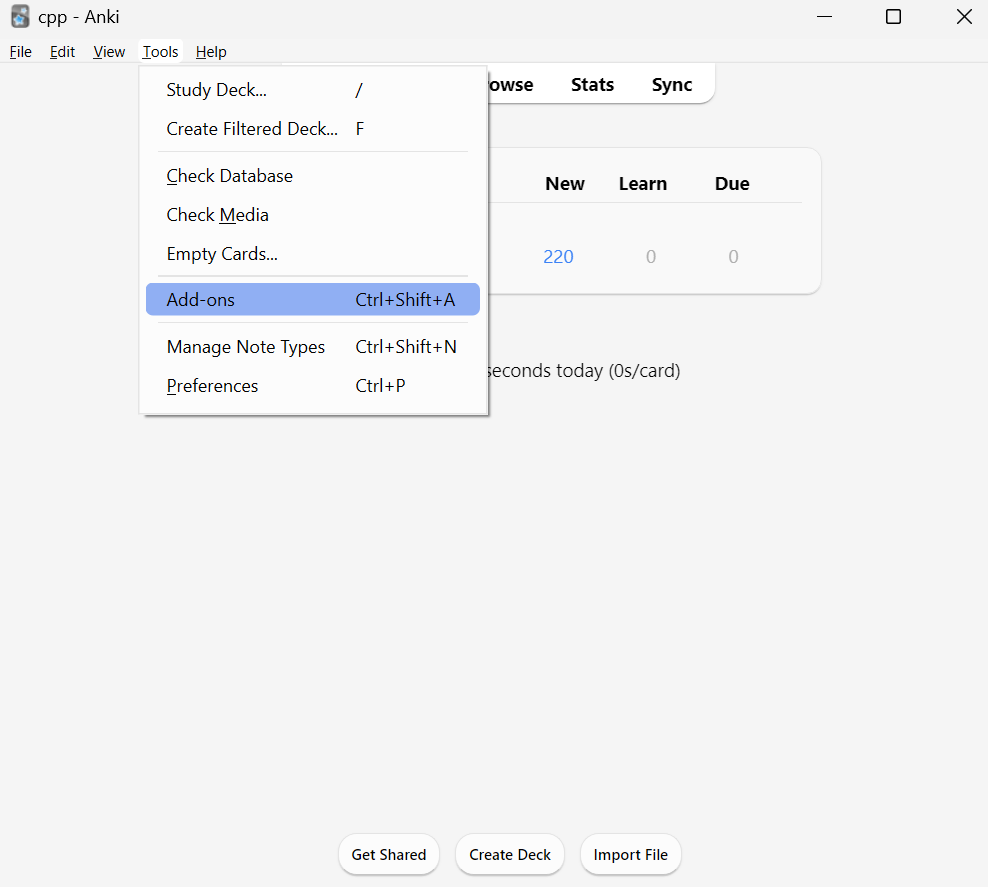 cpp - Anki
File Edit View Tools Help
Study Deck... /
Create Filtered Deck... F
Check Database
Check Media
Empty Cards...
Add-ons Ctrl+Shift+A
Manage Note Types Ctrl+Shift+N
Preferences Ctrl+P
Stats Sync
New Learn Due
220 0 0
seconds today (0s/card)
Get Shared Create Deck Import File